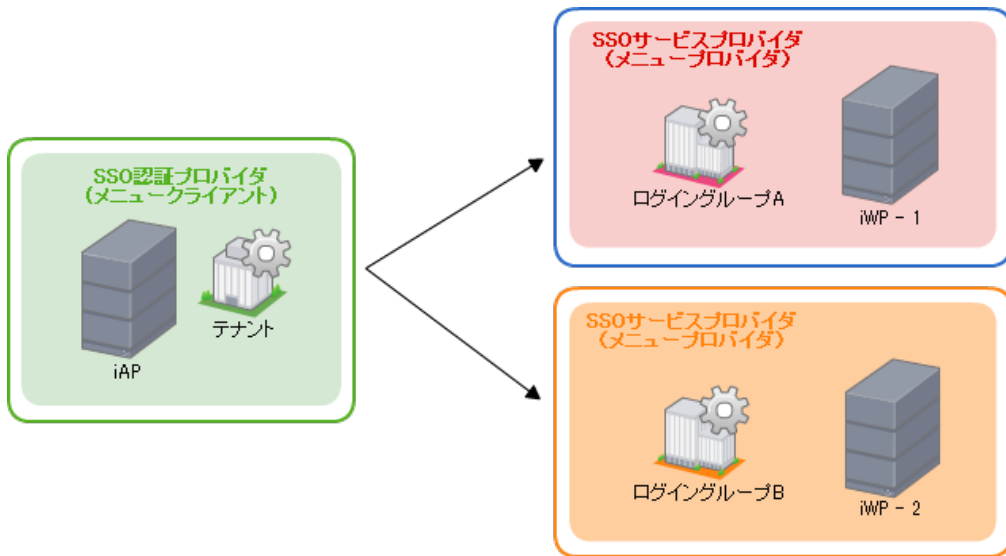 SSO認証プロバイダ
(メニュークライアント)
iAP
テナント
SSOサービスプロバイダ
(メニュープロバイダ)
ログイングループA
iWP - 1
SSOサービスプロバイダ
(メニュープロバイダ)
ログイングループB
iWP - 2